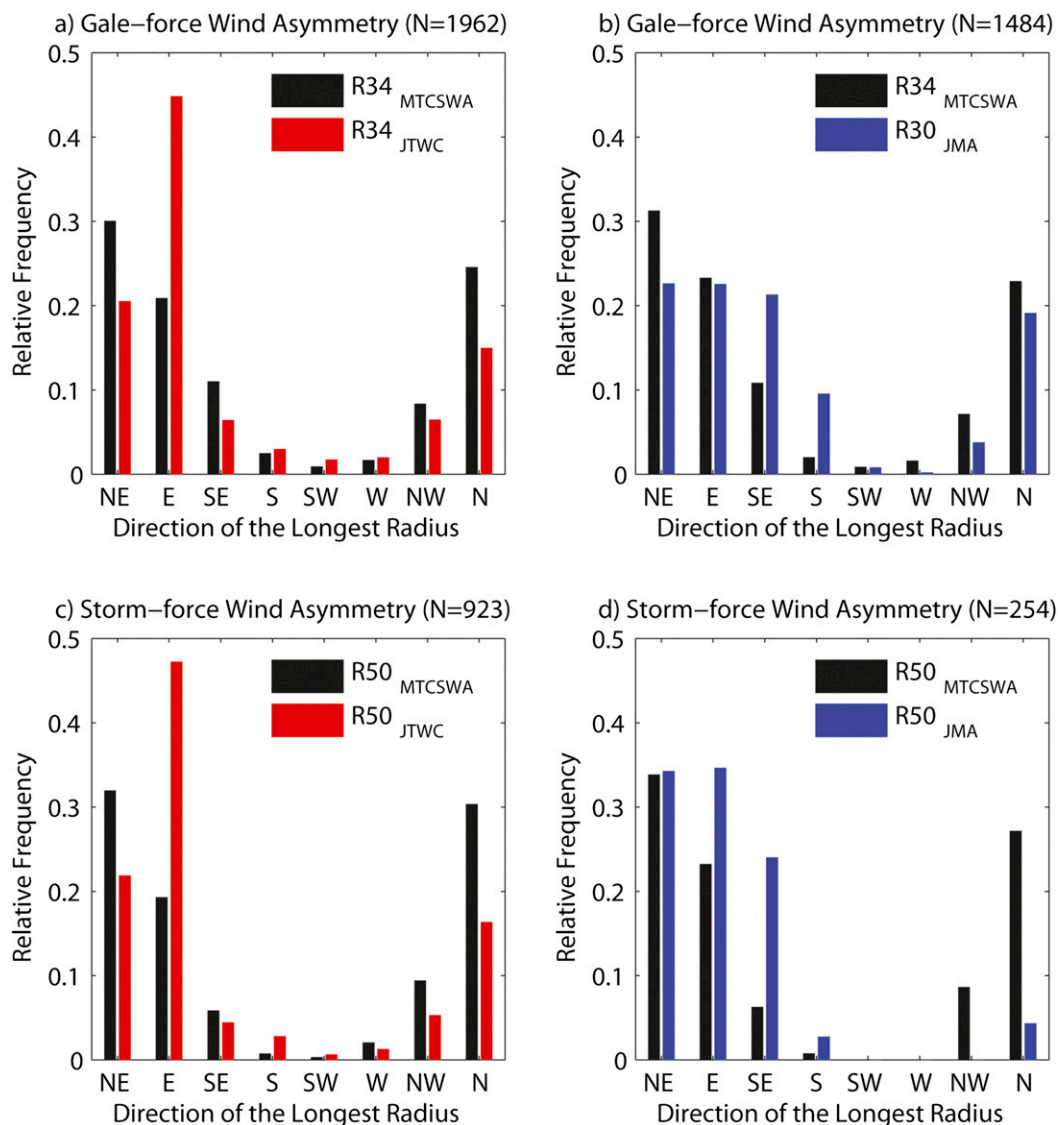 a) Gale−force Wind Asymmetry (N=1962)
0.5
0.4
0.3
0.2
0.1
0
Relative Frequency
R34 MTCSWA
R34 JTWC
NE E SE S SW W NW N
Direction of the Longest Radius
b) Gale−force Wind Asymmetry (N=1484)
0.5
0.4
0.3
0.2
0.1
0
Relative Frequency
R34 MTCSWA
R30 JMA
NE E SE S SW W NW N
Direction of the Longest Radius
c) Storm−force Wind Asymmetry (N=923)
0.5
0.4
0.3
0.2
0.1
0
Relative Frequency
R50 MTCSWA
R50 JTWC
NE E SE S SW W NW N
Direction of the Longest Radius
d) Storm−force Wind Asymmetry (N=254)
0.5
0.4
0.3
0.2
0.1
0
Relative Frequency
R50 MTCSWA
R50 JMA
NE E SE S SW W NW N
Direction of the Longest Radius